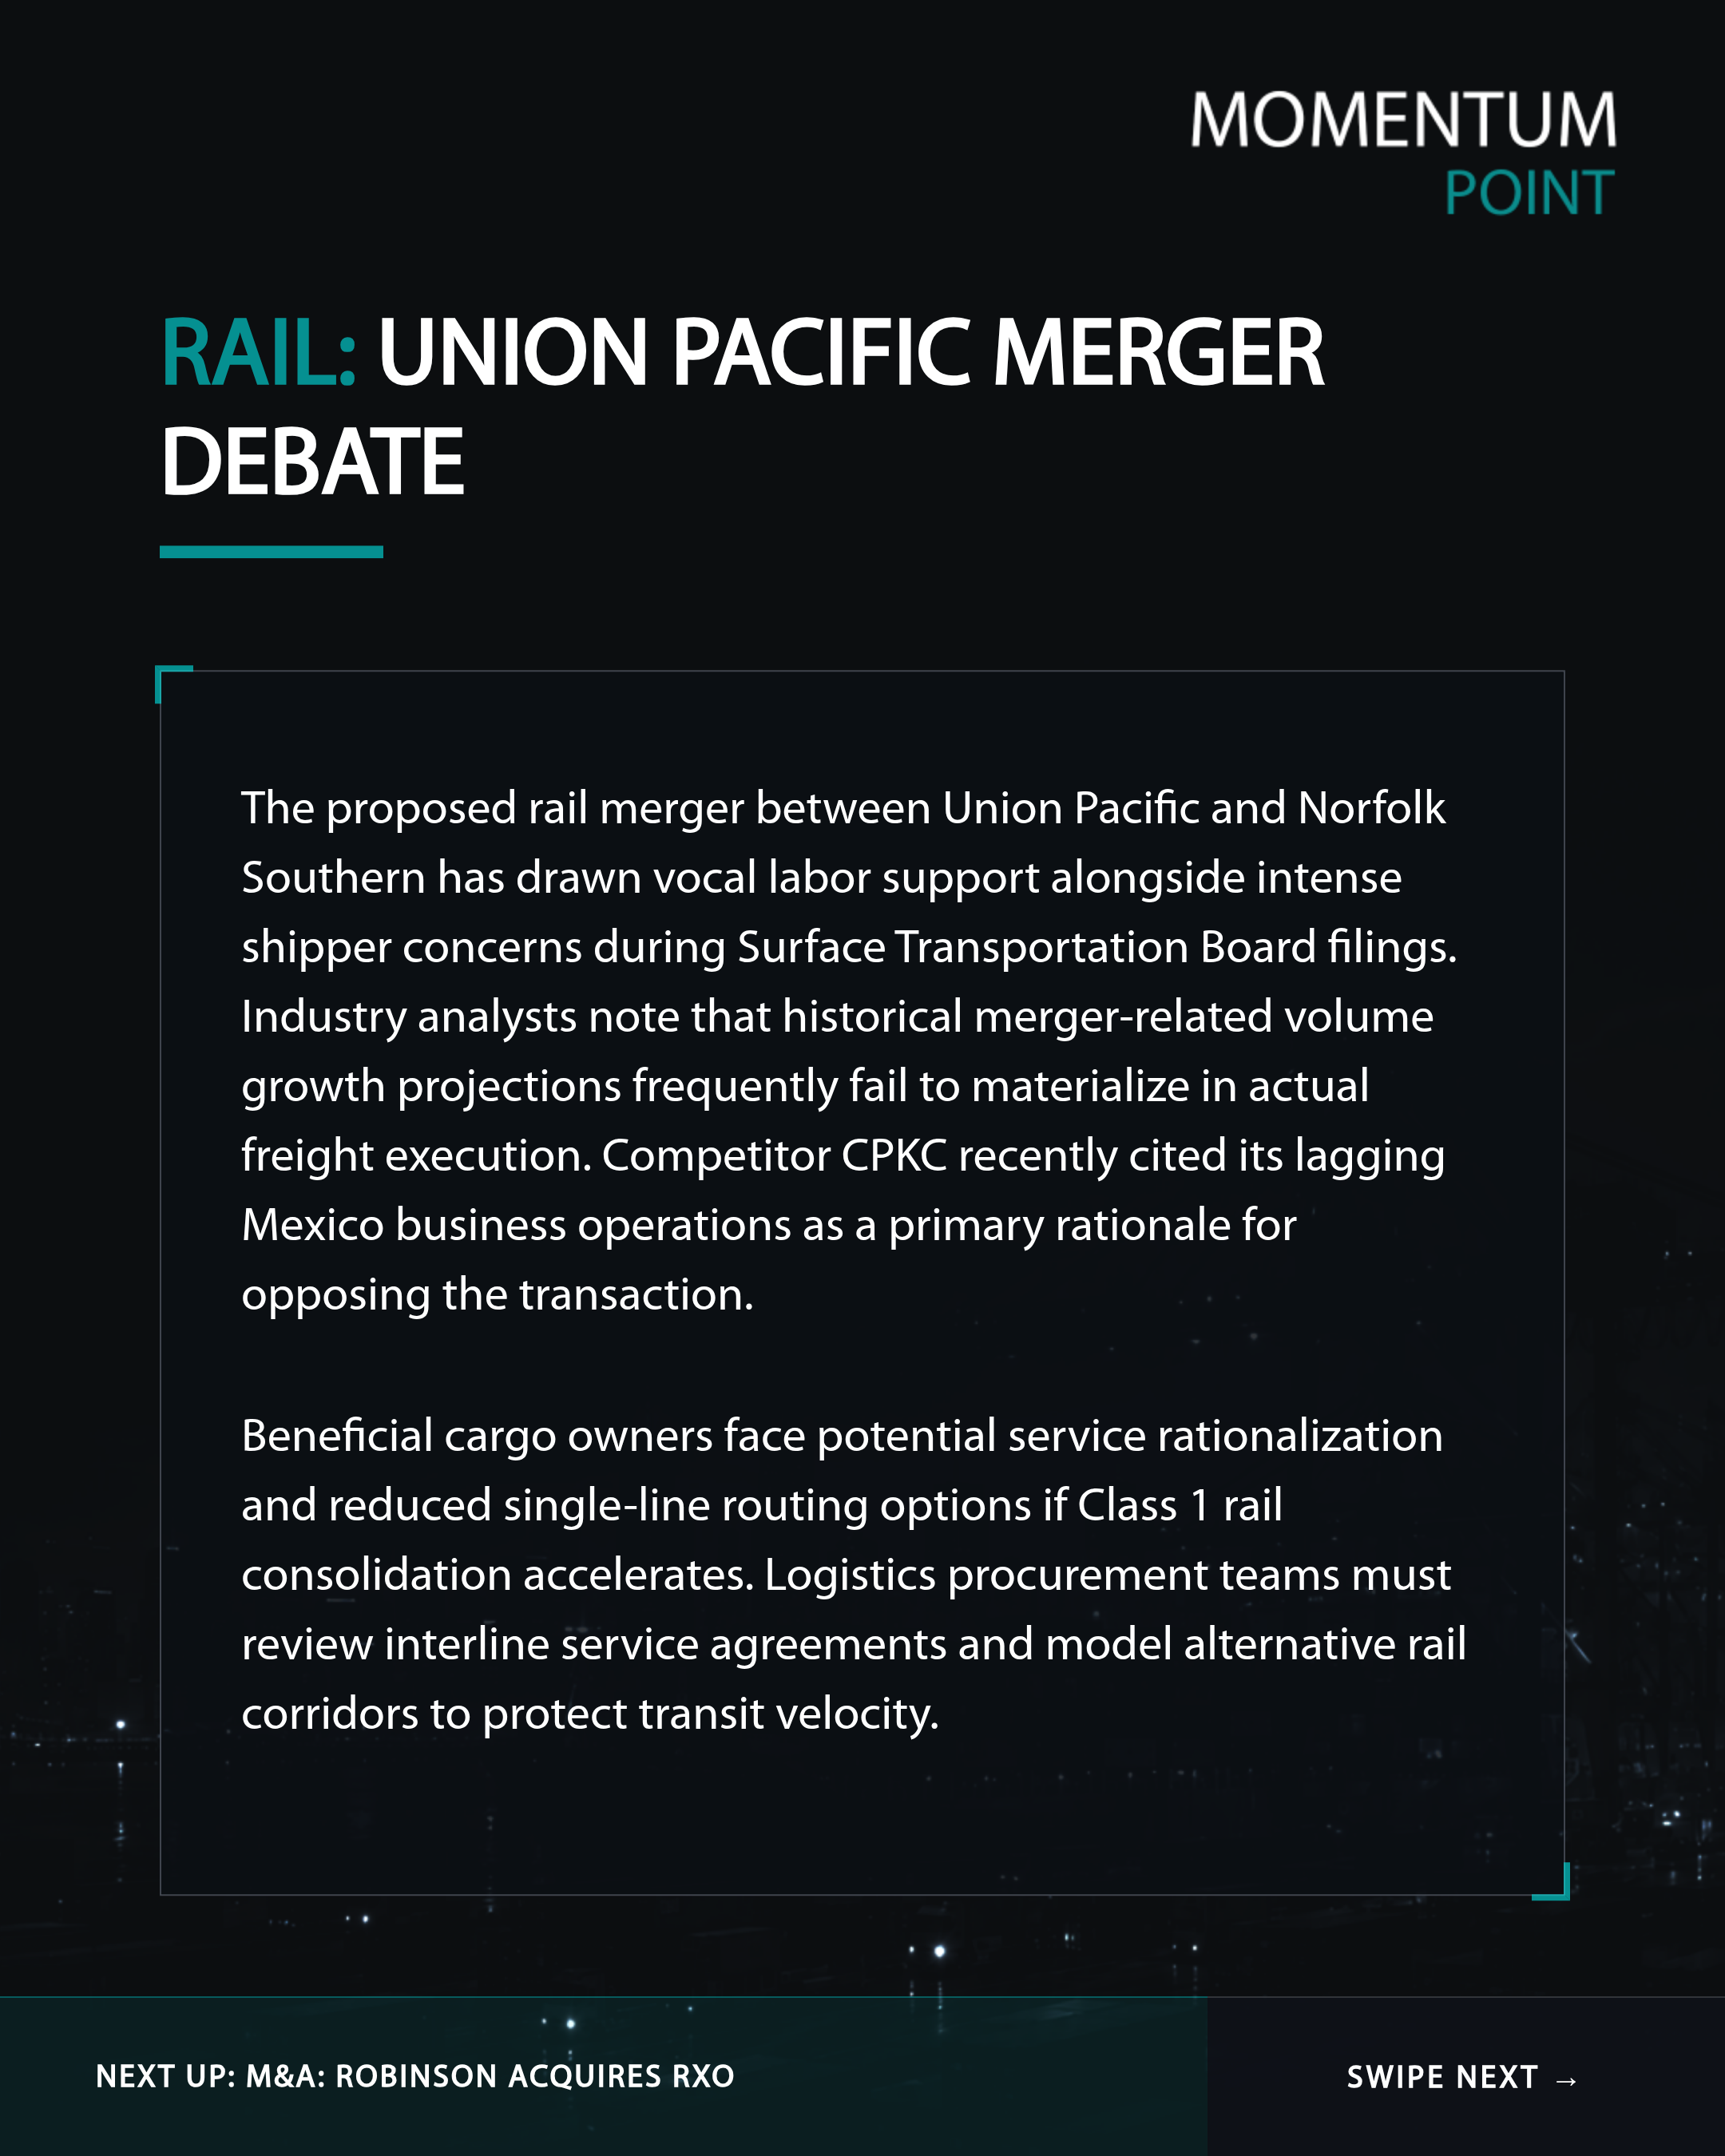 MOMENTUM
POINT
RAIL: UNION PACIFIC MERGER
DEBATE
The proposed rail merger between Union Pacific and Norfolk
Southern has drawn vocal labor support alongside intense
shipper concerns during Surface Transportation Board filings.
Industry analysts note that historical merger-related volume
growth projections frequently fail to materialize in actual
freight execution. Competitor CPKC recently cited its lagging
Mexico business operations as a primary rationale for
opposing the transaction.
Beneficial cargo owners face potential service rationalization
and reduced single-line routing options if Class 1 rail
consolidation accelerates. Logistics procurement teams must
review interline service agreements and model alternative rail
corridors to protect transit velocity.
NEXT UP: M&A: ROBINSON ACQUIRES RXO
SWIPE NEXT →